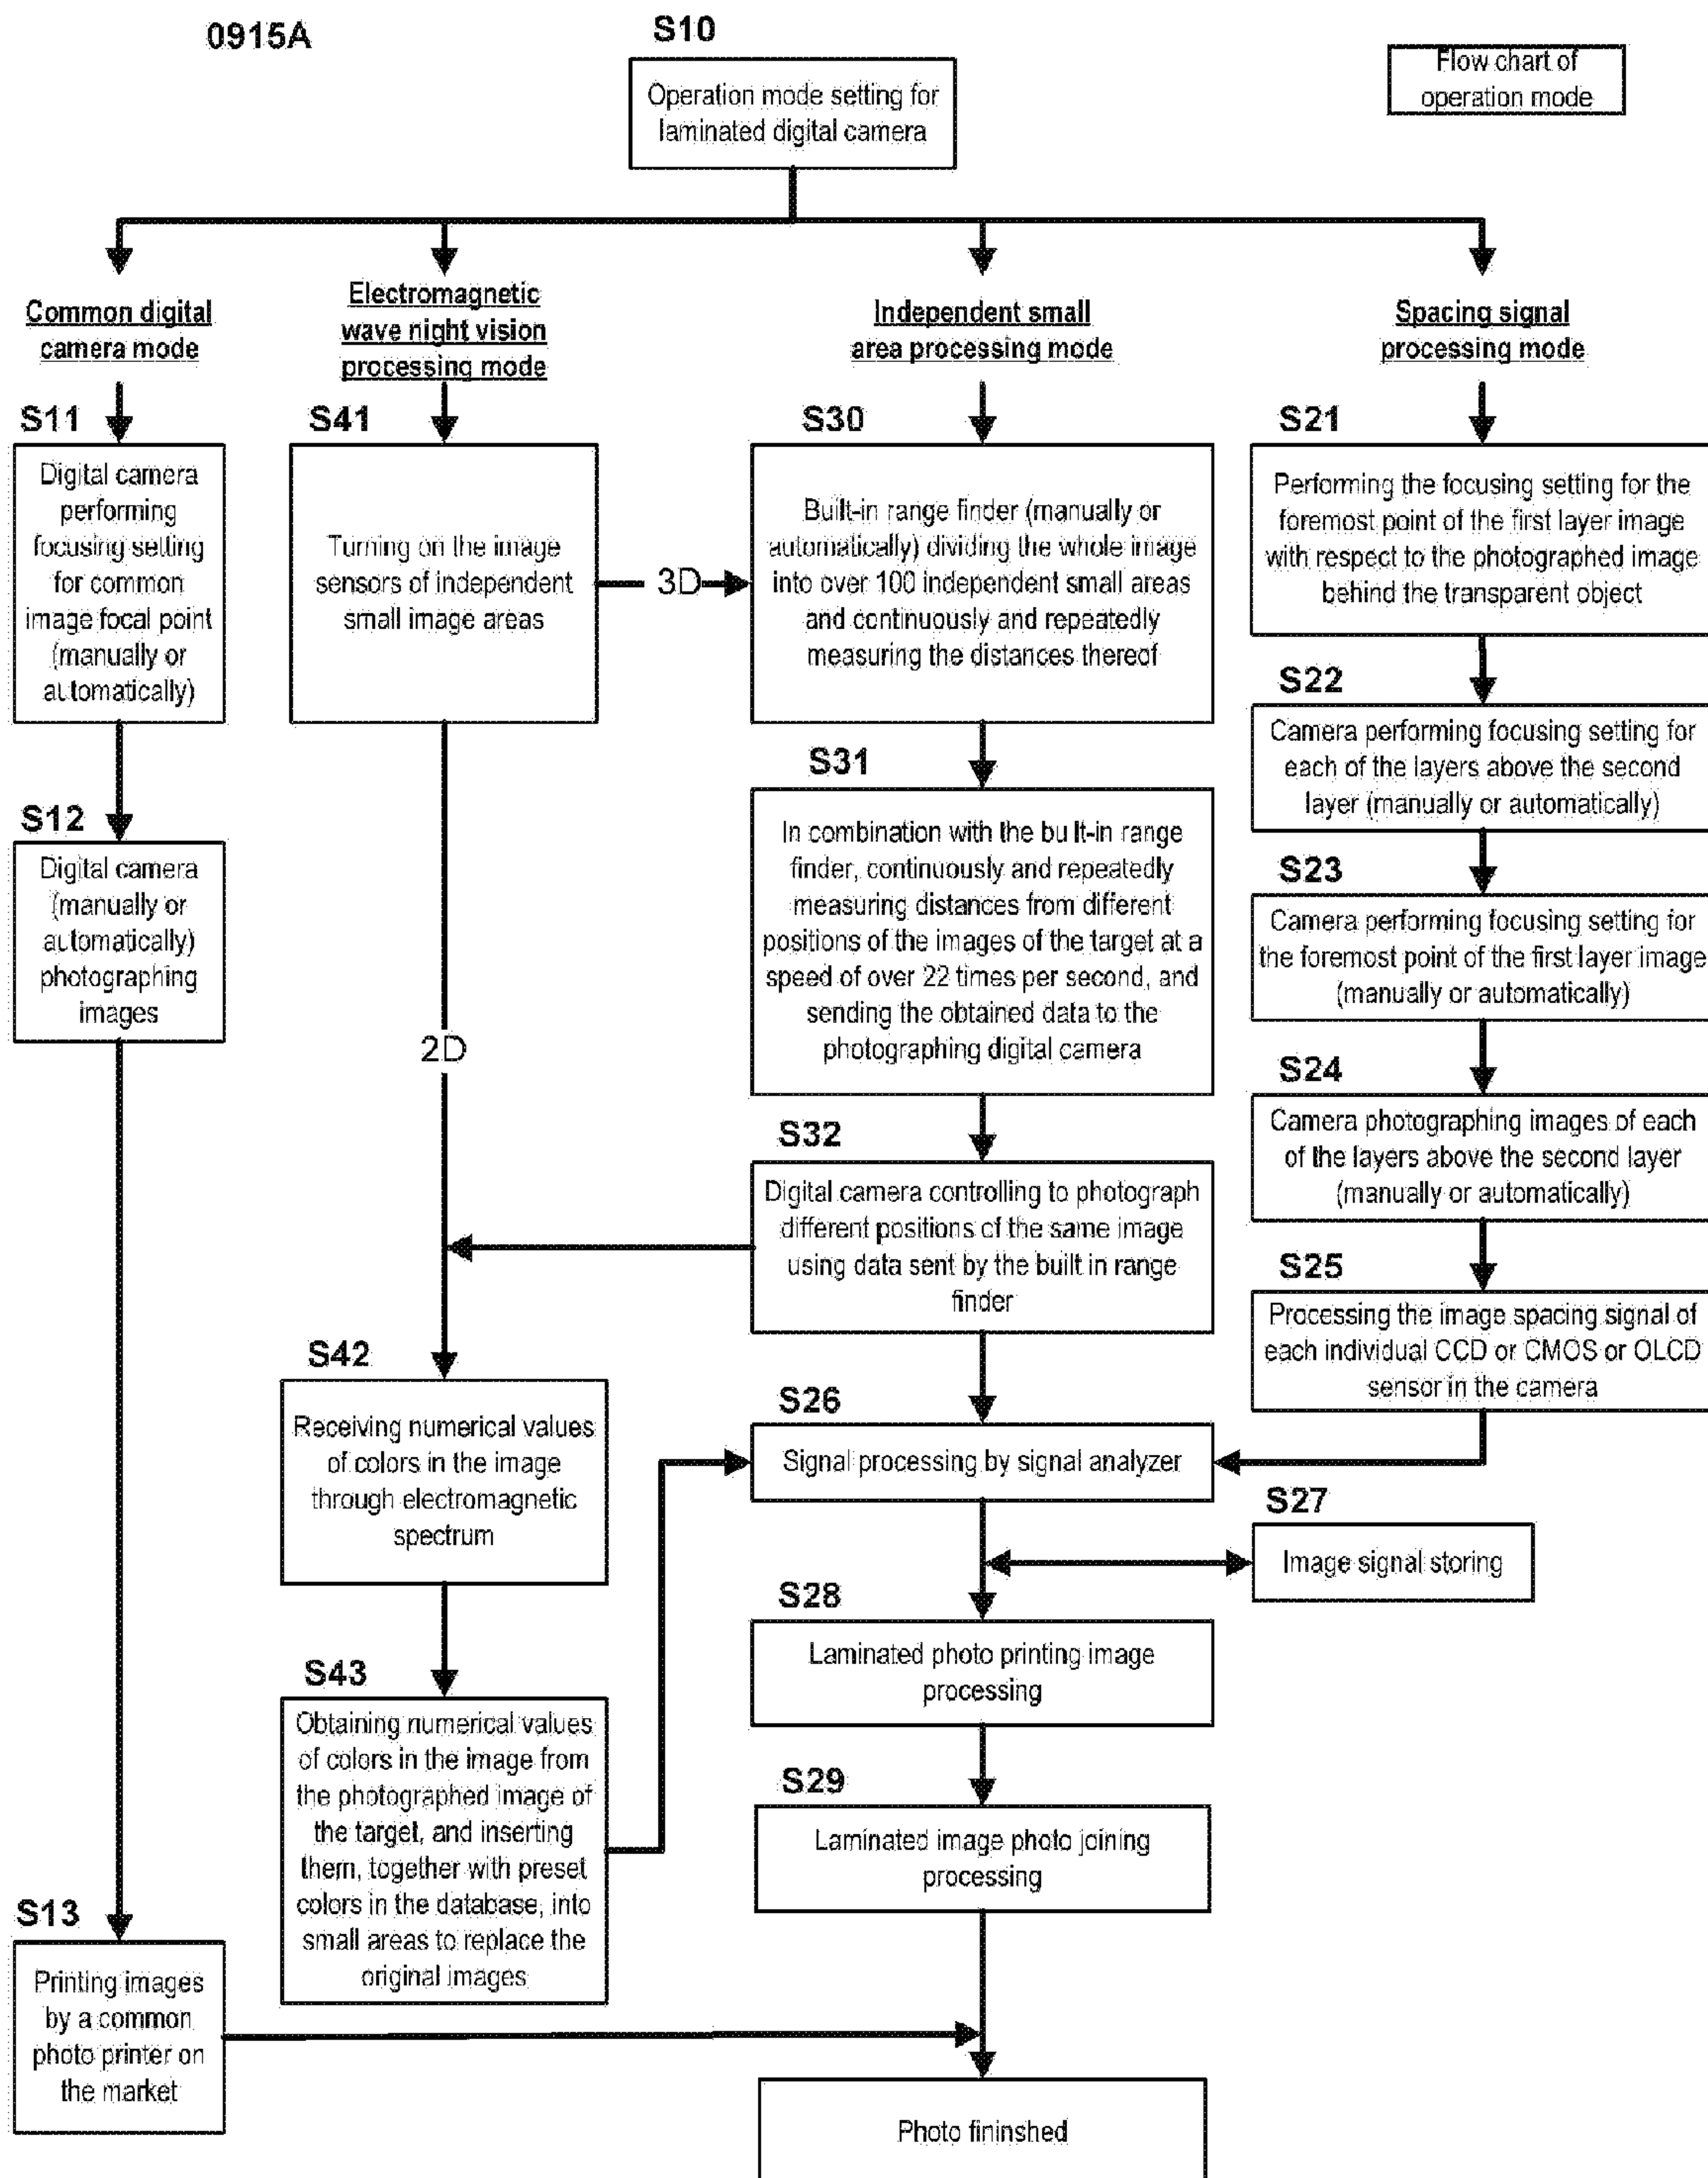 0915A
S10
Operation mode setting for
laminated digital camera
Flow chart of
operation mode
Common digital
camera mode
S11
Digital camera
performing
focusing setting
for common
image focal point
(manually or
automatically)
S12
Digital camera
(manually or
automatically)
photographing
images
S13
Printing images
by a common
photo printer on
the market
Electromagnetic
wave night vision
processing mode
S41
Turning on the image
sensors of independent
small image areas
3D
2D
S42
Receiving numerical values
of colors in the image
through electromagnetic
spectrum
S43
Obtaining numerical values
of colors in the image from
the photographed image of
the target, and inserting
them, together with preset
colors in the database, into
small areas to replace the
original images
Independent small
area processing mode
S30
Built-in range finder (manually or
automatically) dividing the whole image
into over 100 independent small areas
and continuously and repeatedly
measuring the distances thereof
S31
In combination with the built-in range
finder, continuously and repeatedly
measuring distances from different
positions of the images of the target at a
speed of over 22 times per second, and
sending the obtained data to the
photographing digital camera
S32
Digital camera controlling to photograph
different positions of the same image
using data sent by the built in range
finder
S26
Signal processing by signal analyzer
S28
Laminated photo printing image
processing
S29
Laminated image photo joining
processing
Photo fininshed
Spacing signal
processing mode
S21
Performing the focusing setting for the
foremost point of the first layer image
with respect to the photographed image
behind the transparent object
S22
Camera performing focusing setting for
each of the layers above the second
layer (manually or automatically)
S23
Camera performing focusing setting for
the foremost point of the first layer image
(manually or automatically)
S24
Camera photographing images of each
of the layers above the second layer
(manually or automatically)
S25
Processing the image spacing signal of
each individual CCD or CMOS or OLCD
sensor in the camera
S27
Image signal storing